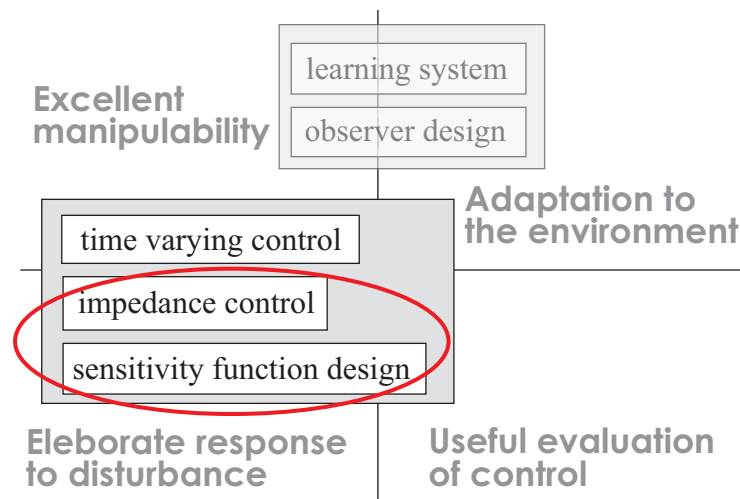 learning system
observer design
Excellent
manipulability
Adaptation to
the environment
time varying control
impedance control
sensitivity function design
Eleborate response
to disturbance
Useful evaluation
of control